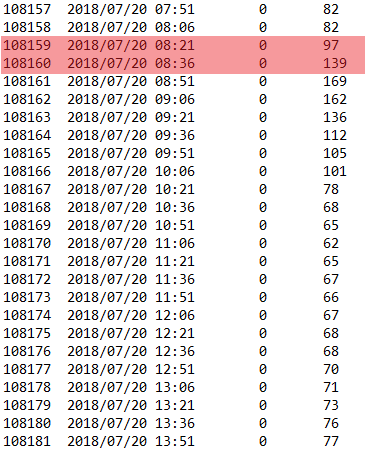 108157 2018/07/20 07:51 0 82
108158 2018/07/20 08:06 0 82
108159 2018/07/20 08:21 0 97
108160 2018/07/20 08:36 0 139
108161 2018/07/20 08:51 0 169
108162 2018/07/20 09:06 0 162
108163 2018/07/20 09:21 0 136
108164 2018/07/20 09:36 0 112
108165 2018/07/20 09:51 0 105
108166 2018/07/20 10:06 0 101
108167 2018/07/20 10:21 0 78
108168 2018/07/20 10:36 0 68
108169 2018/07/20 10:51 0 65
108170 2018/07/20 11:06 0 62
108171 2018/07/20 11:21 0 65
108172 2018/07/20 11:36 0 67
108173 2018/07/20 11:51 0 66
108174 2018/07/20 12:06 0 67
108175 2018/07/20 12:21 0 68
108176 2018/07/20 12:36 0 68
108177 2018/07/20 12:51 0 70
108178 2018/07/20 13:06 0 71
108179 2018/07/20 13:21 0 73
108180 2018/07/20 13:36 0 76
108181 2018/07/20 13:51 0 77